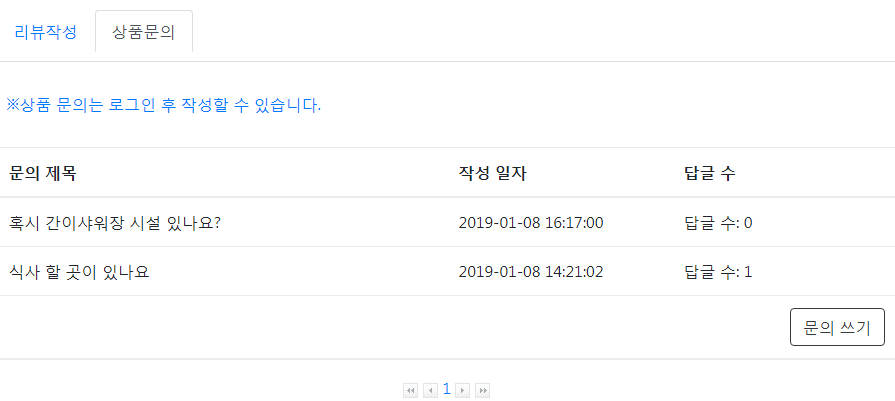 리뷰작성 상품문의
※상품 문의는 로그인 후 작성할 수 있습니다.
문의 제목 작성 일자 답글 수
혹시 간이샤워장 시설 있나요? 2019-01-08 16:17:00 답글 수: 0
식사 할 곳이 있나요 2019-01-08 14:21:02 답글 수: 1
문의 쓰기
1